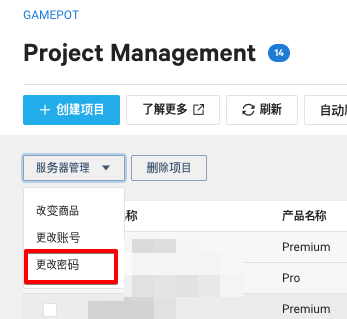 GAMEPOT
Project Management 14
+ 创建项目 了解更多 刷新 自动
服务器管理 删除项目
改变商品
更改账号
更改密码
称 产品名称
Premium
Pro
Premium